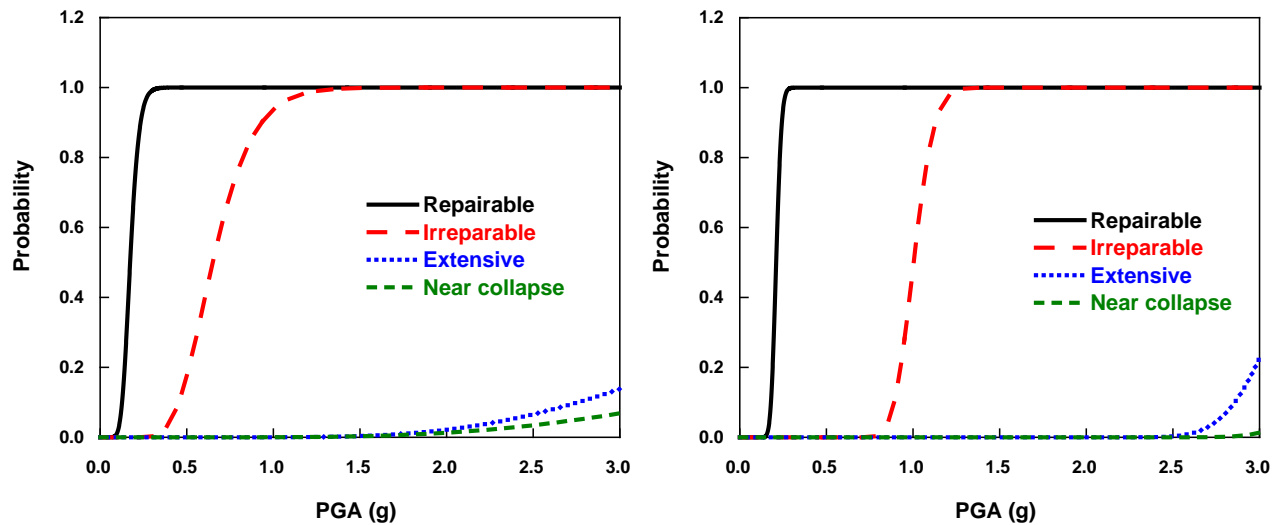 1.2
1.0
0.8
0.6
0.4
0.2
0.0
Probability
Repairable
Irreparable
Extensive
Near collapse
0.0 0.5 1.0 1.5 2.0 2.5 3.0
PGA (g)
1.2
1.0
0.8
0.6
0.4
0.2
0.0
Probability
Repairable
Irreparable
Extensive
Near collapse
0.0 0.5 1.0 1.5 2.0 2.5 3.0
PGA (g)